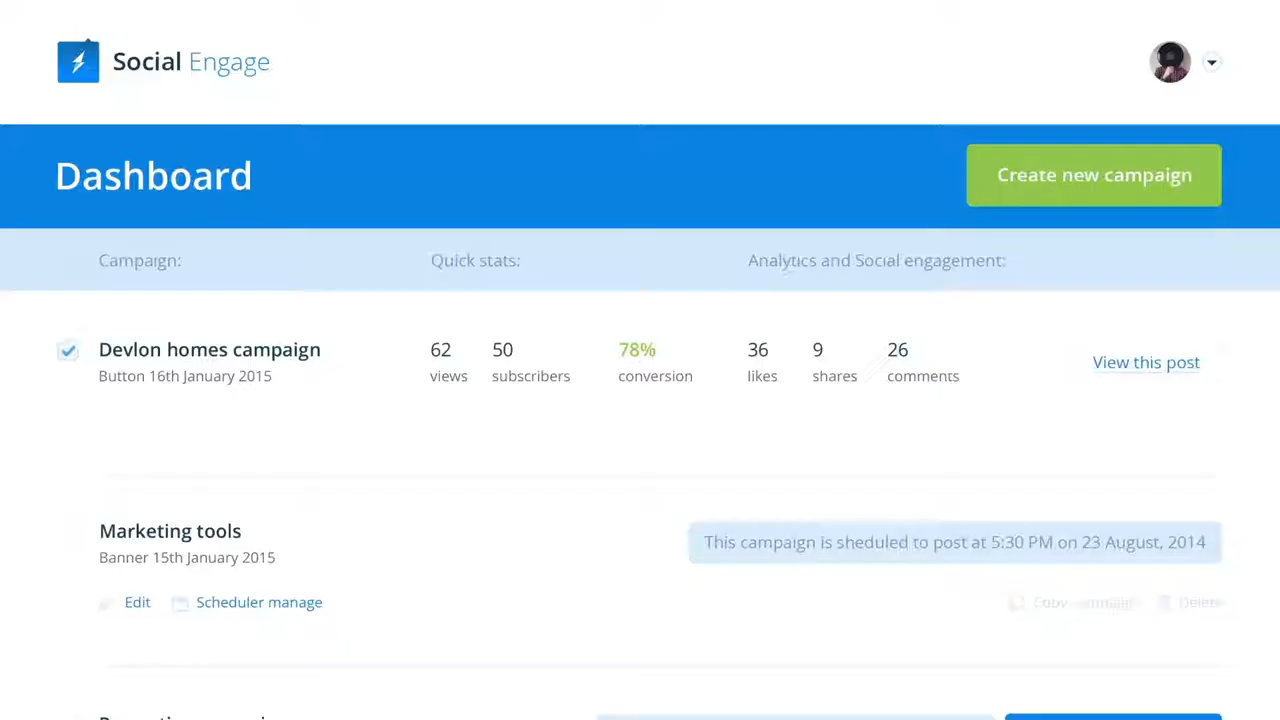 Social Engage
Dashboard
Create new campaign
Campaign:
Quick stats:
Analytics and Social engagement:
Devlon homes campaign
Button 16th January 2015
62 views
50 subscribers
78% conversion
36 likes
9 shares
26 comments
View this post
Marketing tools
Banner 15th January 2015
This campaign is sheduled to post at 5:30 PM on 23 August, 2014
Edit
Scheduler manage
Copy
Delete